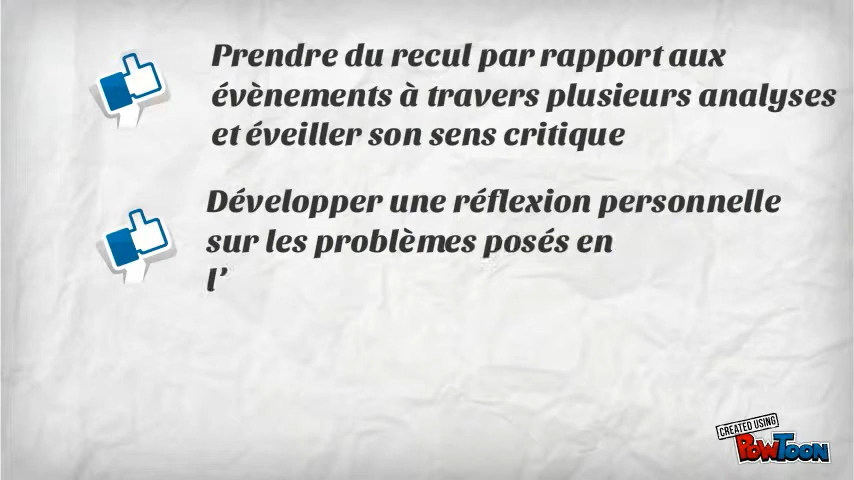 Prendre du recul par rapport aux
évènements à travers plusieurs analyses
et éveiller son sens critique
Développer une réflexion personnelle
sur les problèmes posés en
l’
CREATED USING
POWTOON